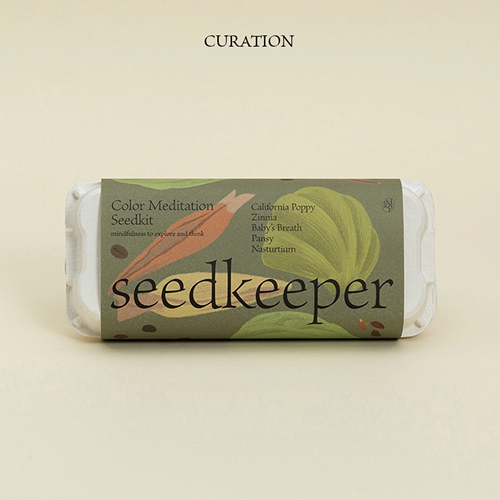 CURATION
Color Meditation
Seedkit
mindfulness to explore and think
California Poppy
Zinnia
Baby's Breath
Pansy
Nasturtium
seedkeeper